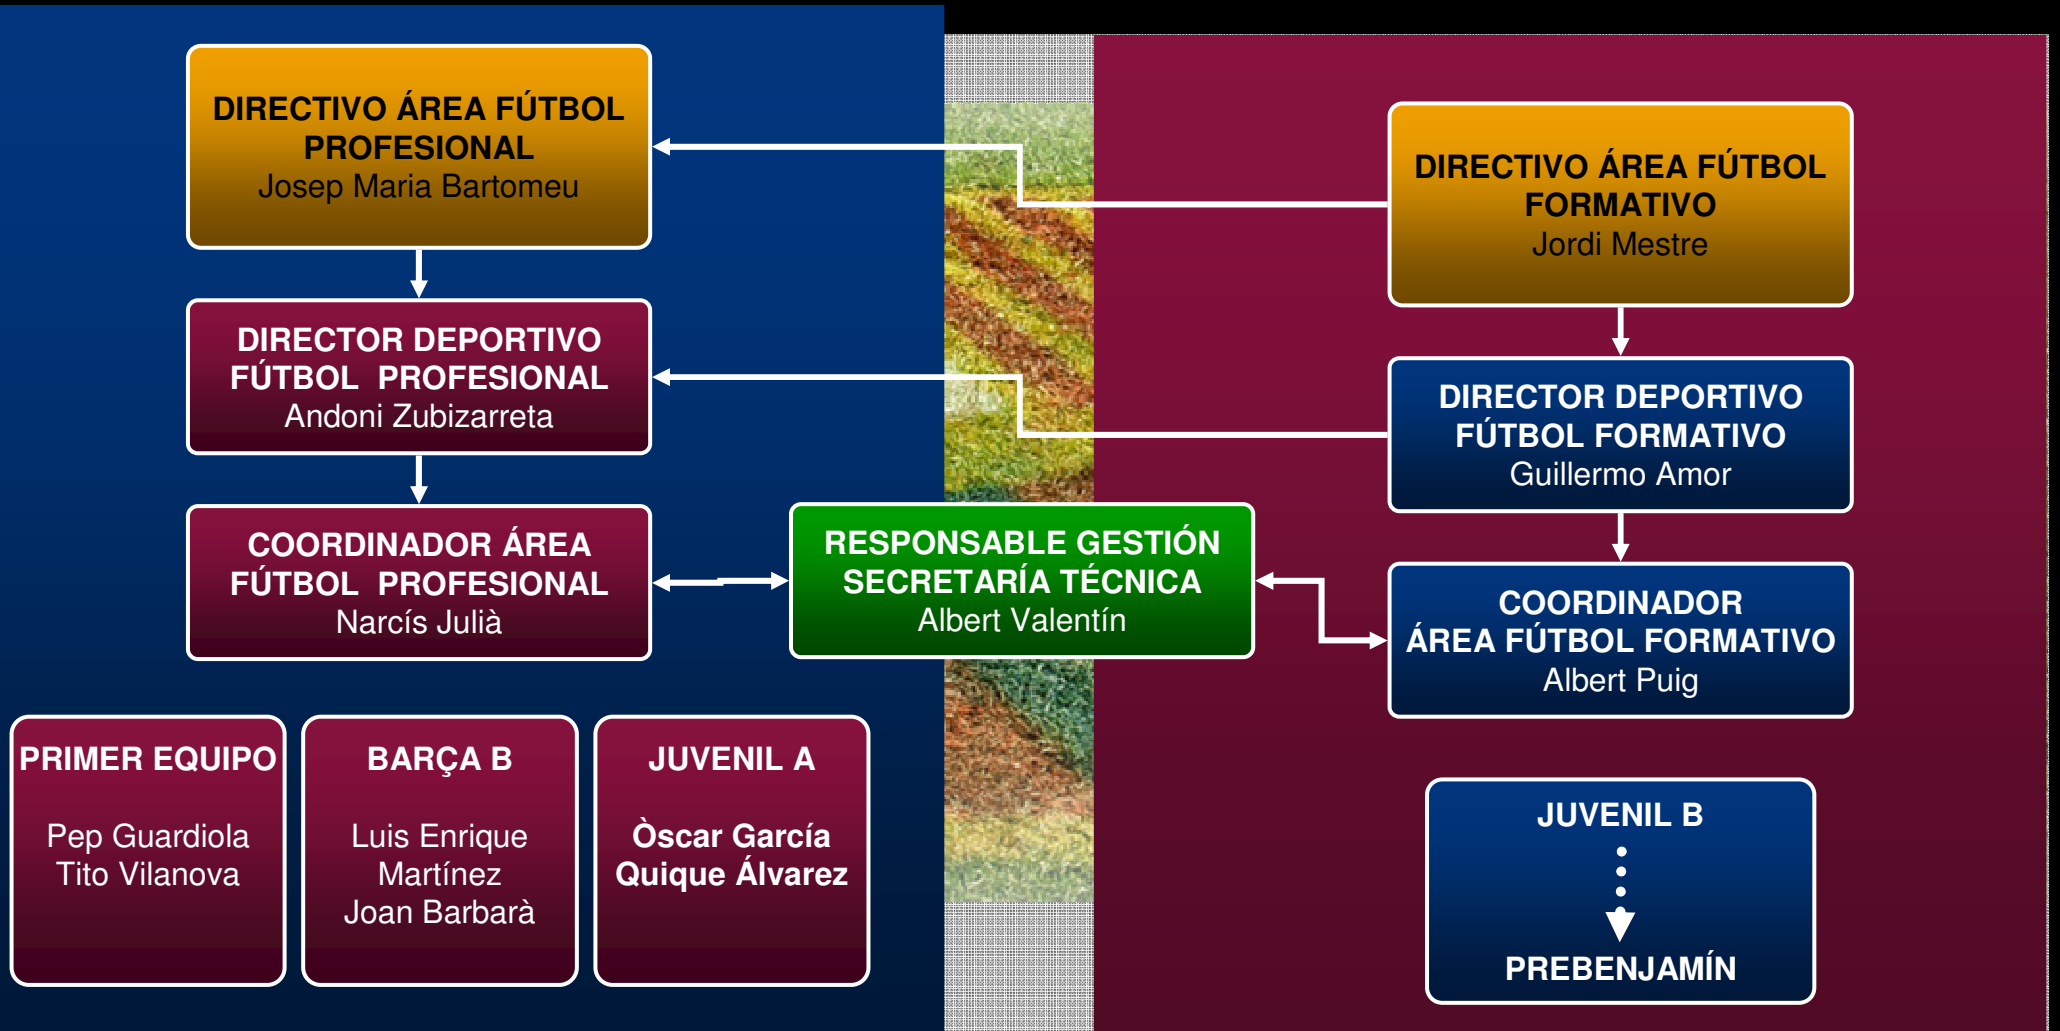 DIRECTIVO ÁREA FÚTBOL
PROFESIONAL
Josep Maria Bartomeu
DIRECTOR DEPORTIVO
FÚTBOL PROFESIONAL
Andoni Zubizarreta
COORDINADOR ÁREA
FÚTBOL PROFESIONAL
Narcís Julià
RESPONSABLE GESTIÓN
SECRETARÍA TÉCNICA
Albert Valentín
DIRECTIVO ÁREA FÚTBOL
FORMATIVO
Jordi Mestre
DIRECTOR DEPORTIVO
FÚTBOL FORMATIVO
Guillermo Amor
COORDINADOR
ÁREA FÚTBOL FORMATIVO
Albert Puig
PRIMER EQUIPO
Pep Guardiola
Tito Vilanova
BARÇA B
Luis Enrique
Martínez
Joan Barbarà
JUVENIL A
Òscar García
Quique Álvarez
JUVENIL B
PREBENJAMÍN